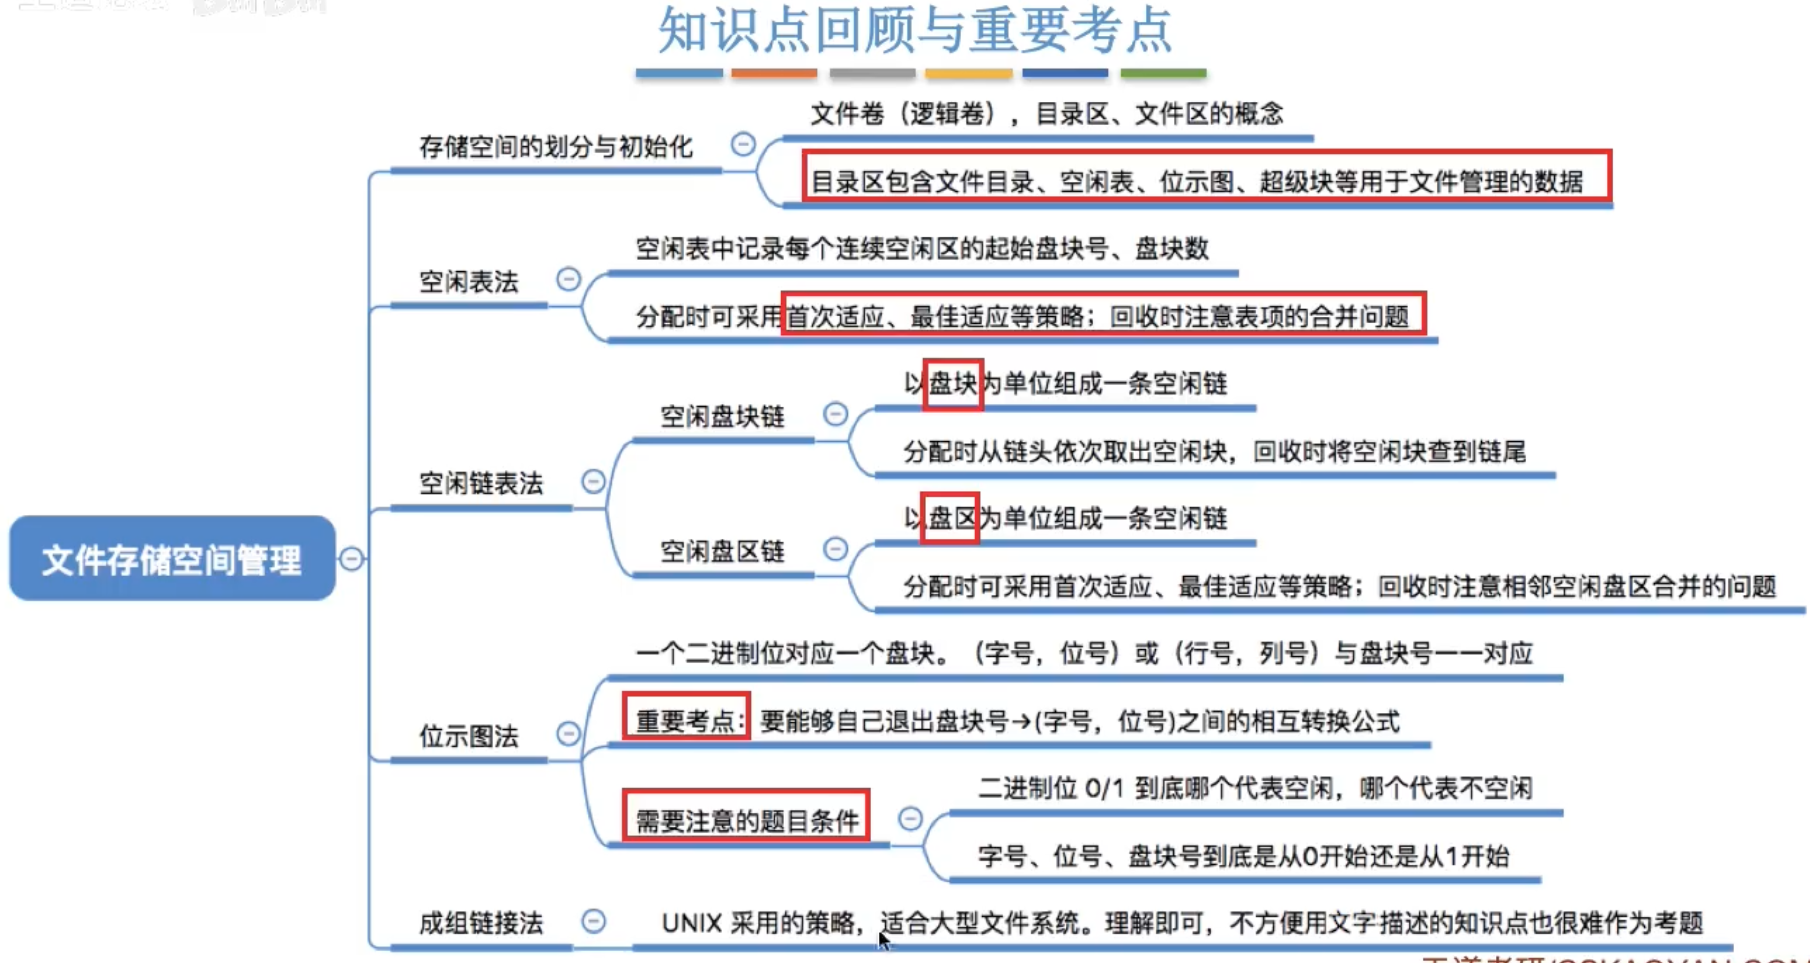 知识点回顾与重要考点
文件卷（逻辑卷），目录区、文件区的概念
存储空间的划分与初始化
目录区包含文件目录、空闲表、位示图、超级块等用于文件管理的数据
空闲表中记录每个连续空闲区的起始盘块号、盘块数
空闲表法
分配时可采用首次适应、最佳适应等策略；回收时注意表项的合并问题
以盘块为单位组成一条空闲链
空闲盘块链
分配时从链头依次取出空闲块，回收时将空闲块查到链尾
空闲链表法
以盘区为单位组成一条空闲链
空闲盘区链
分配时可采用首次适应、最佳适应等策略；回收时注意相邻空闲盘区合并的问题
文件存储空间管理
一个二进制位对应一个盘块。（字号，位号）或（行号，列号）与盘块号一一对应
重要考点：要能够自己退出盘块号→(字号，位号)之间的相互转换公式
位示图法
二进制位 0/1 到底哪个代表空闲，哪个代表不空闲
需要注意的题目条件
字号、位号、盘块号到底是从0开始还是从1开始
成组链接法
UNIX 采用的策略，适合大型文件系统。理解即可，不方便用文字描述的知识点也很难作为考题